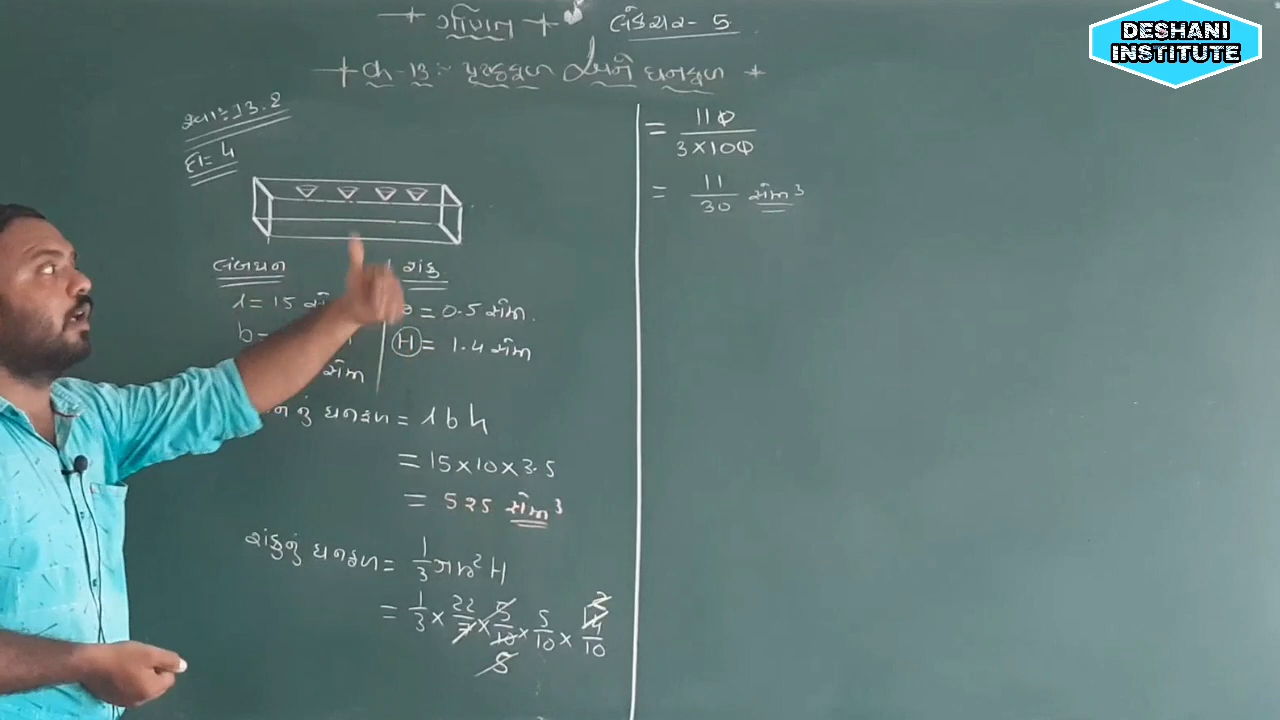 DESHANI
INSTITUTE
ગણિત લેક્ચર- 5
Ch-13:- પૃષ્ઠફળ અને ઘનફળ
સ્વા:-13.2
દા= 4
લંબઘન
l = 15
b=
સેમી
શંકુ
= 0.5 સેમી.
H = 1.4 સેમી
નું ઘનફળ = l b h
= 15×10×3.5
= 525 સેમી³
શંકુનું ઘનફળ = 1/3 πr² H
= 1/3 × 22/7 × 5/10 × 5/10 × 14/10
= 110 / 3×100
= 11/30 સેમી³